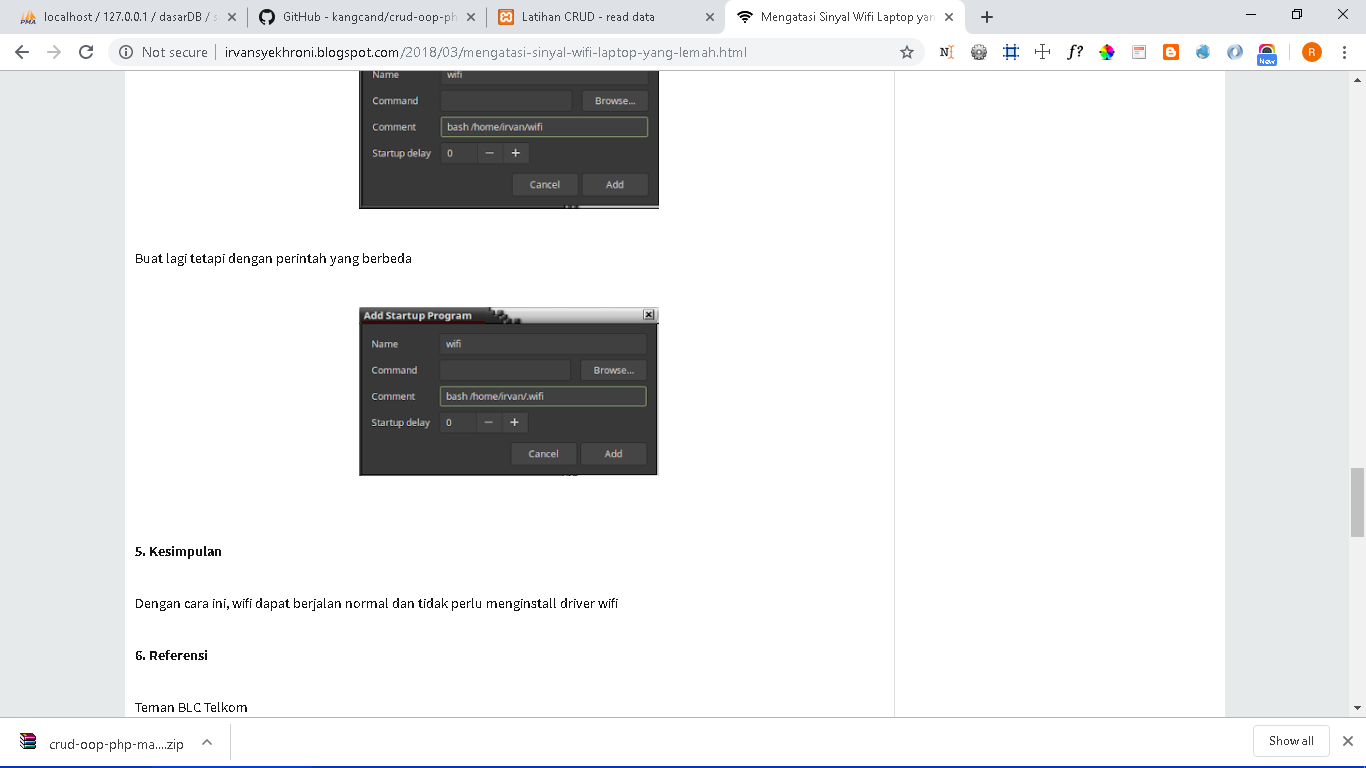 localhost / 127.0.0.1 / dasarDB / s
GitHub - kangcand/crud-oop-ph
Latihan CRUD - read data
Mengatasi Sinyal Wifi Laptop yan
Not secure | irvansyekhroni.blogspot.com/2018/03/mengatasi-sinyal-wifi-laptop-yang-lemah.html
New
R
Name wifi
Command Browse...
Comment bash /home/irvan/wifi
Startup delay 0 − +
Cancel Add
Buat lagi tetapi dengan perintah yang berbeda
Add Startup Program
Name wifi
Command Browse...
Comment bash /home/irvan/.wifi
Startup delay 0 − +
Cancel Add
5. Kesimpulan
Dengan cara ini, wifi dapat berjalan normal dan tidak perlu menginstall driver wifi
6. Referensi
Teman BLC Telkom
crud-oop-php-ma....zip
Show all